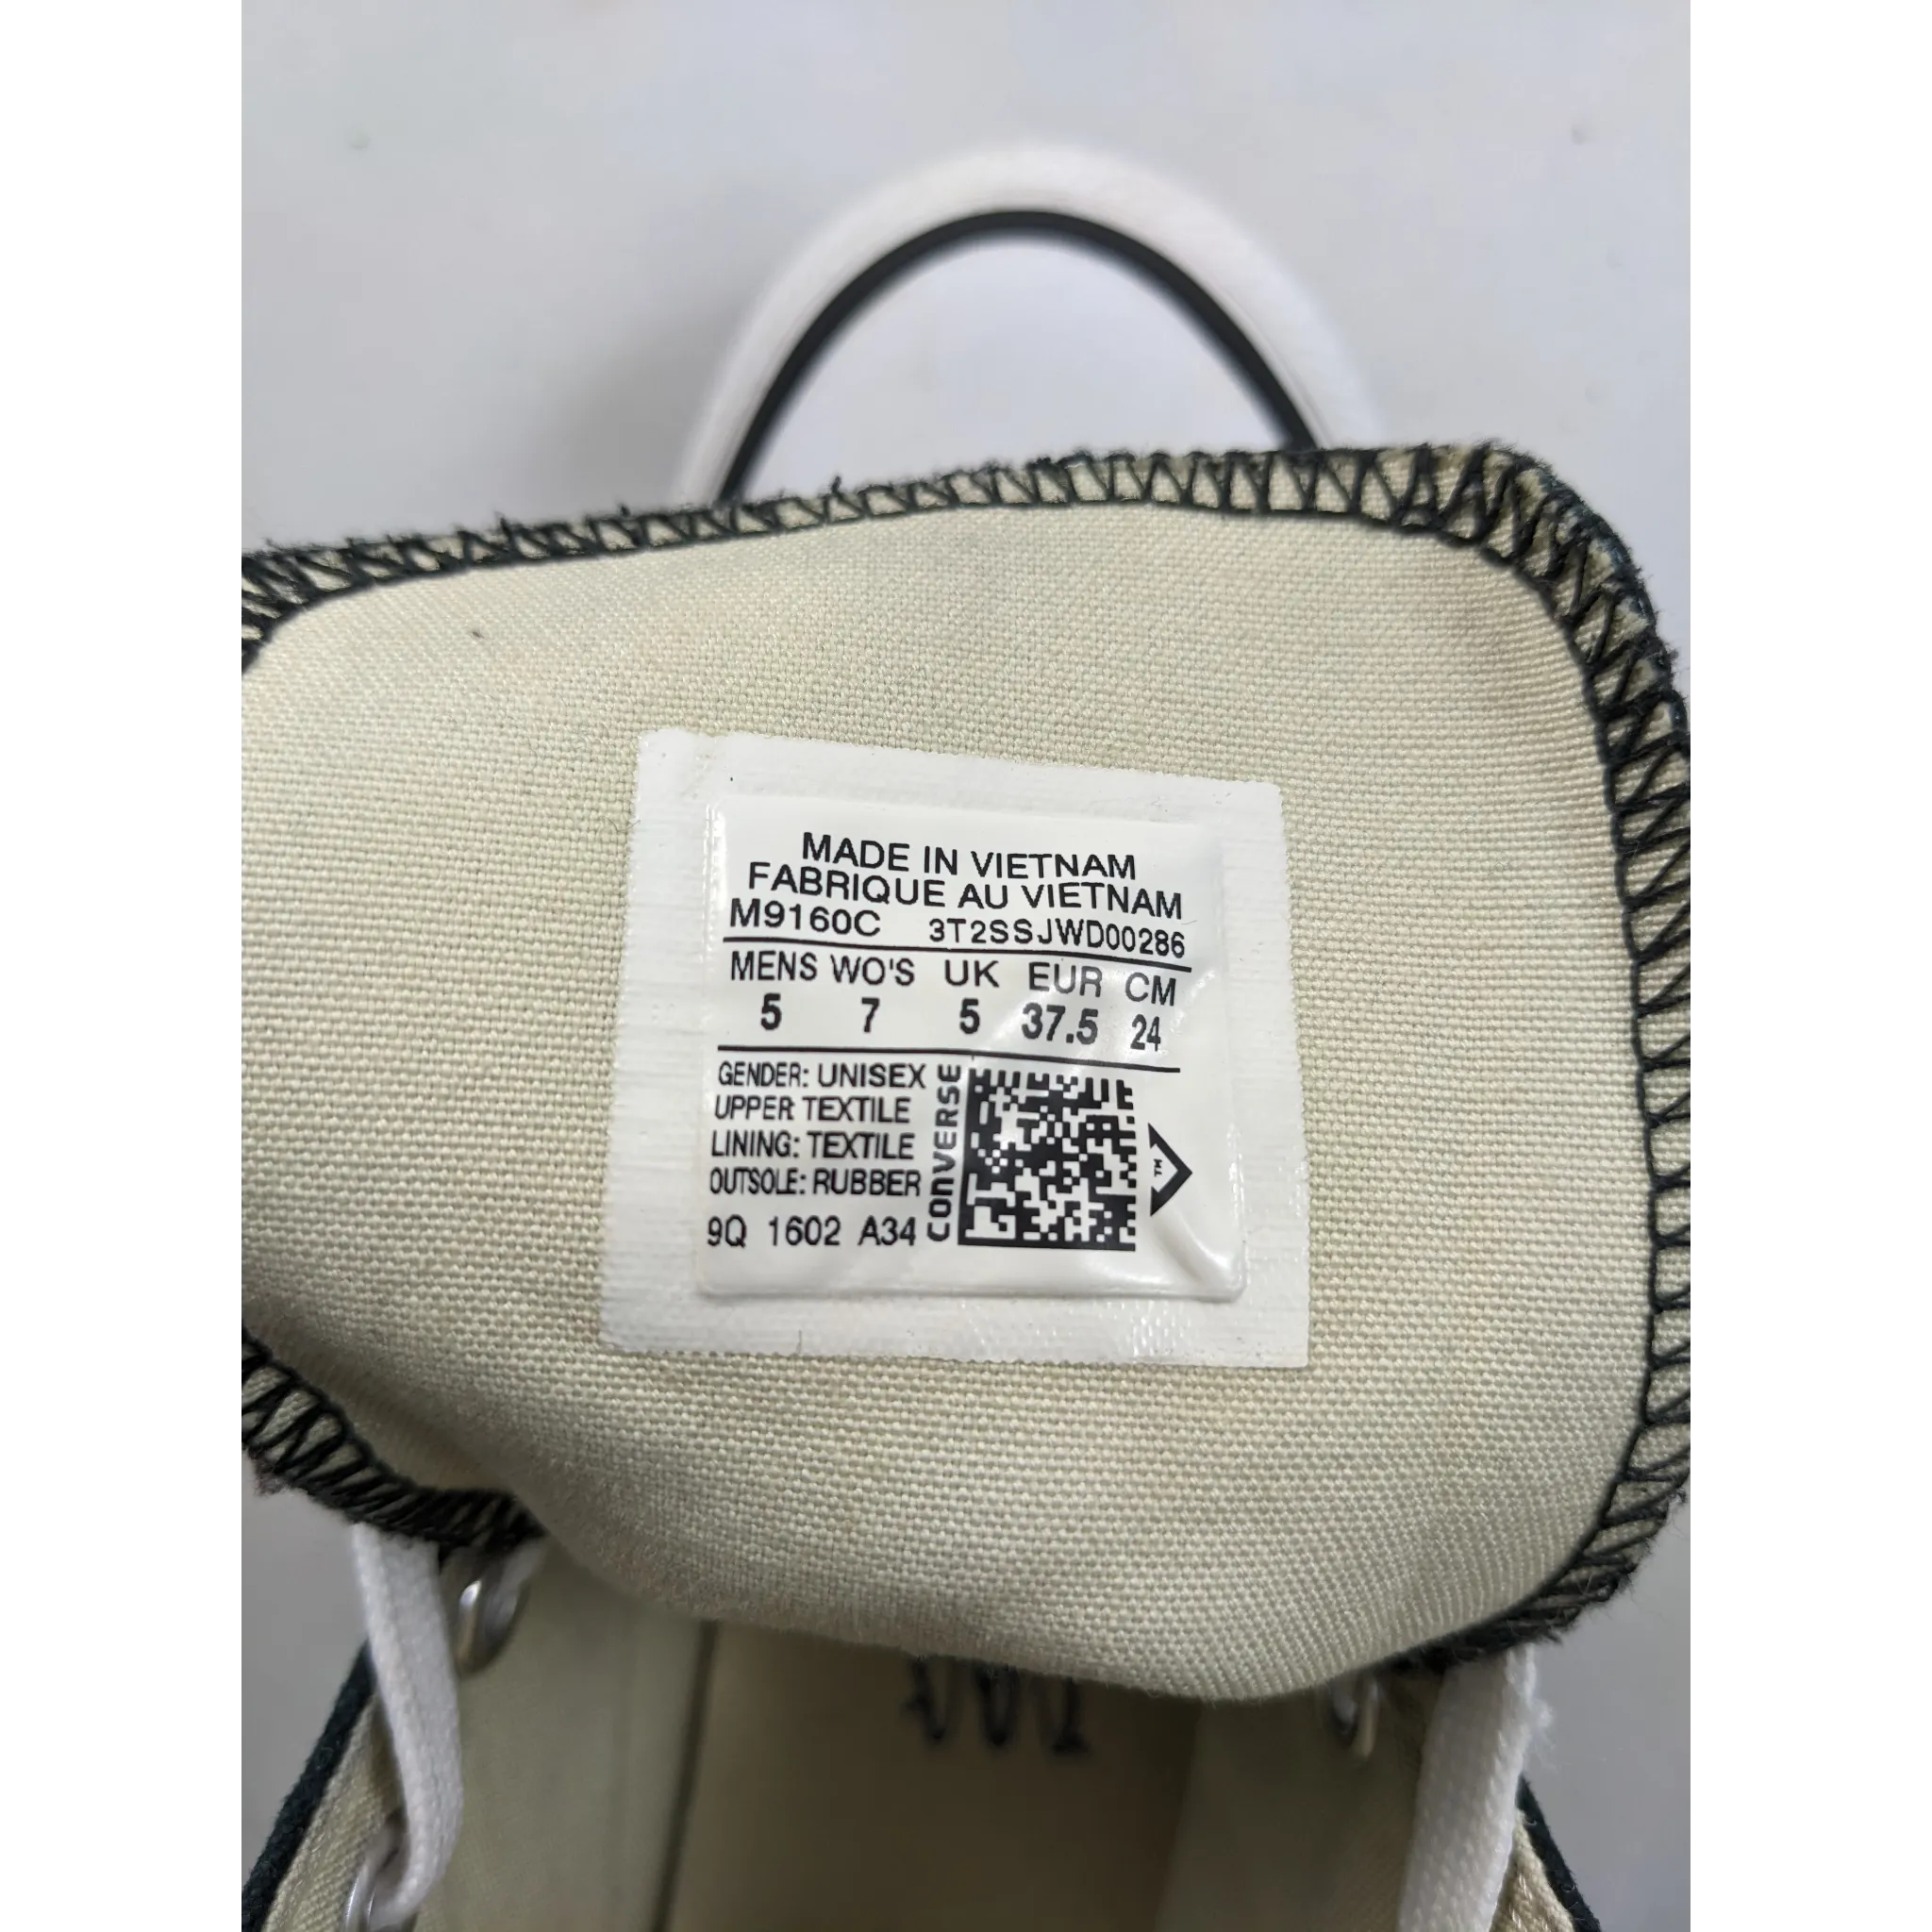 MADE IN VIETNAM
FABRIQUE AU VIETNAM
M9160C 3T2SSJWD00286
MENS WO'S UK EUR CM
5 7 5 37.5 24
GENDER: UNISEX
UPPER: TEXTILE
LINING: TEXTILE
OUTSOLE: RUBBER
9Q 1602 A34
CONVERSE
TM